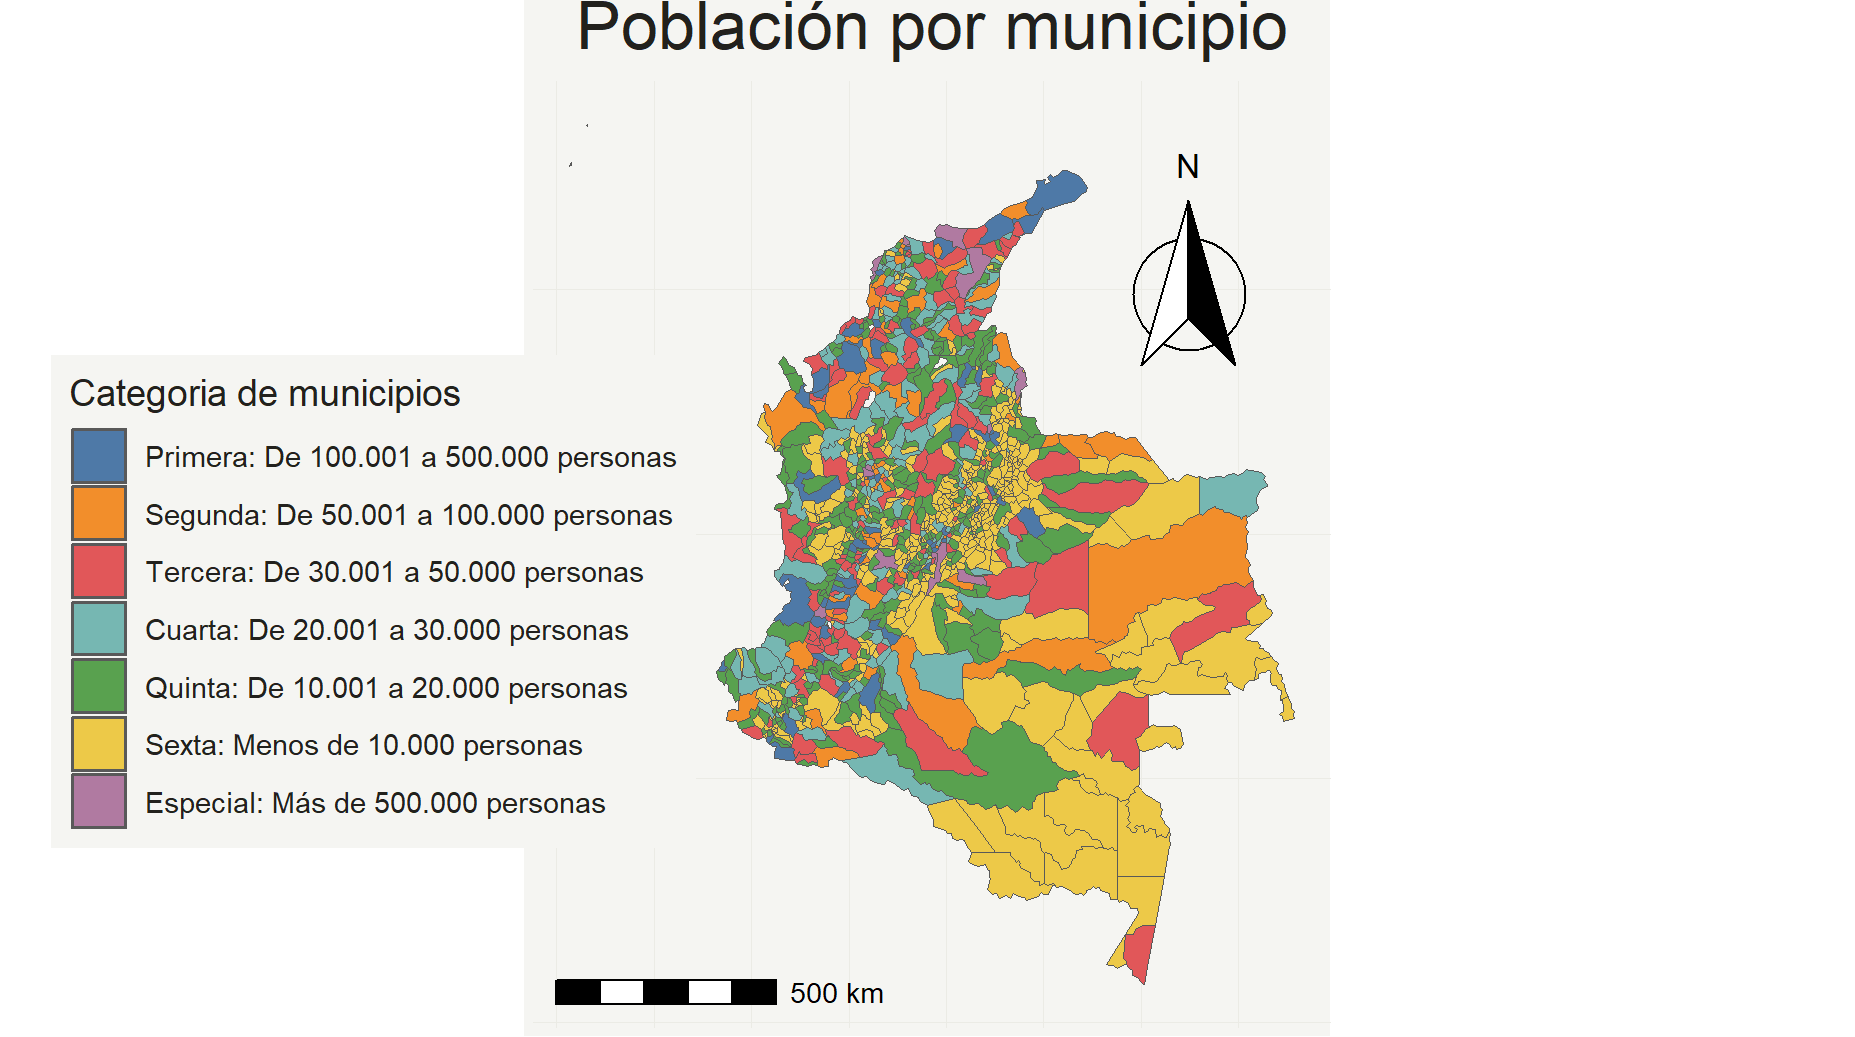 Población por municipio
N
Categoria de municipios
Primera: De 100.001 a 500.000 personas
Segunda: De 50.001 a 100.000 personas
Tercera: De 30.001 a 50.000 personas
Cuarta: De 20.001 a 30.000 personas
Quinta: De 10.001 a 20.000 personas
Sexta: Menos de 10.000 personas
Especial: Más de 500.000 personas
500 km